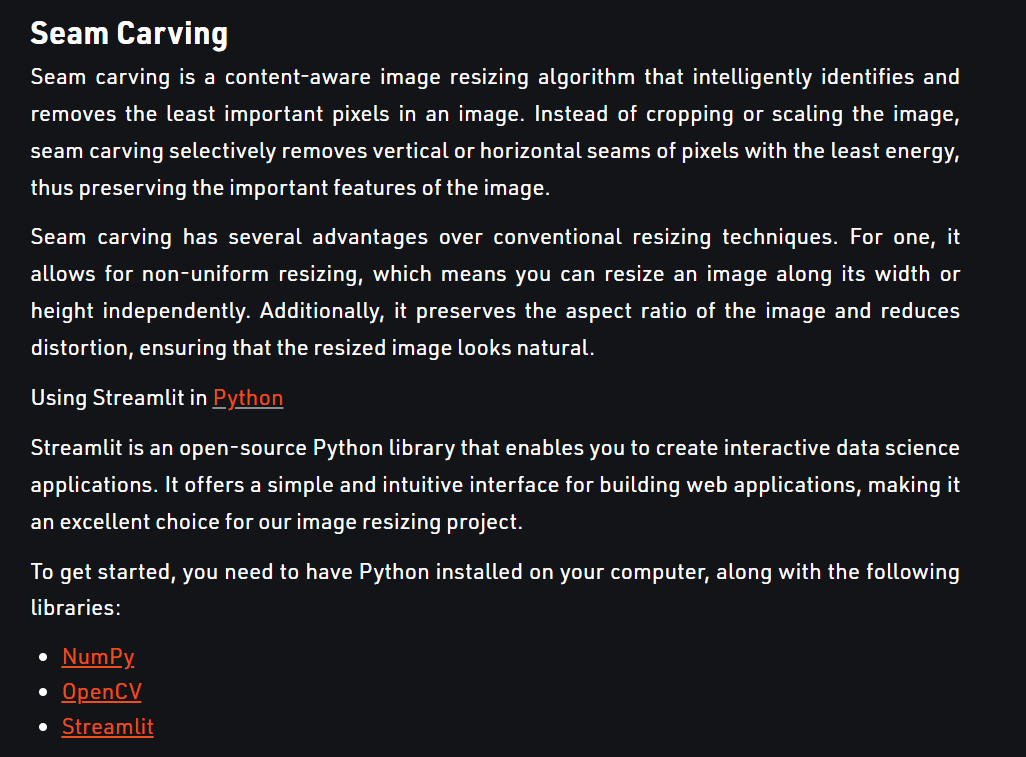 Seam Carving
Seam carving is a content-aware image resizing algorithm that intelligently identifies and
removes the least important pixels in an image. Instead of cropping or scaling the image,
seam carving selectively removes vertical or horizontal seams of pixels with the least energy,
thus preserving the important features of the image.
Seam carving has several advantages over conventional resizing techniques. For one, it
allows for non-uniform resizing, which means you can resize an image along its width or
height independently. Additionally, it preserves the aspect ratio of the image and reduces
distortion, ensuring that the resized image looks natural.
Using Streamlit in Python
Streamlit is an open-source Python library that enables you to create interactive data science
applications. It offers a simple and intuitive interface for building web applications, making it
an excellent choice for our image resizing project.
To get started, you need to have Python installed on your computer, along with the following
libraries:
• NumPy
• OpenCV
• Streamlit